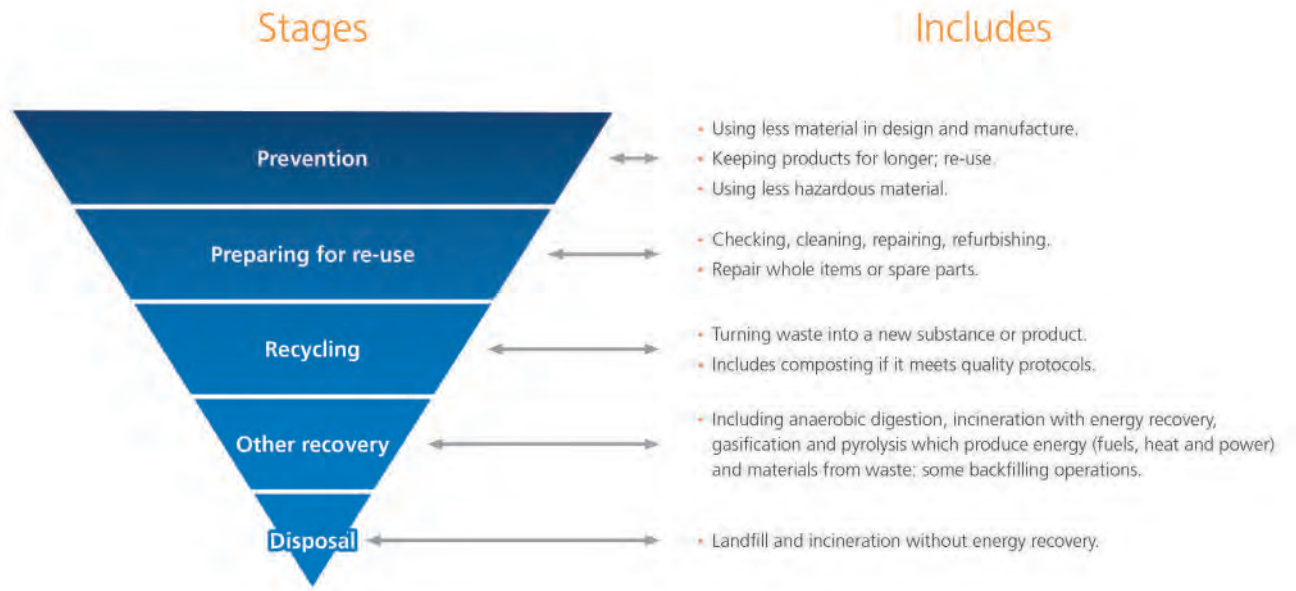 Stages
Includes
Prevention
• Using less material in design and manufacture.
• Keeping products for longer; re-use.
• Using less hazardous material.
Preparing for re-use
• Checking, cleaning, repairing, refurbishing.
• Repair whole items or spare parts.
Recycling
• Turning waste into a new substance or product.
• Includes composting if it meets quality protocols.
Other recovery
• Including anaerobic digestion, incineration with energy recovery,
gasification and pyrolysis which produce energy (fuels, heat and power)
and materials from waste: some backfilling operations.
Disposal
• Landfill and incineration without energy recovery.